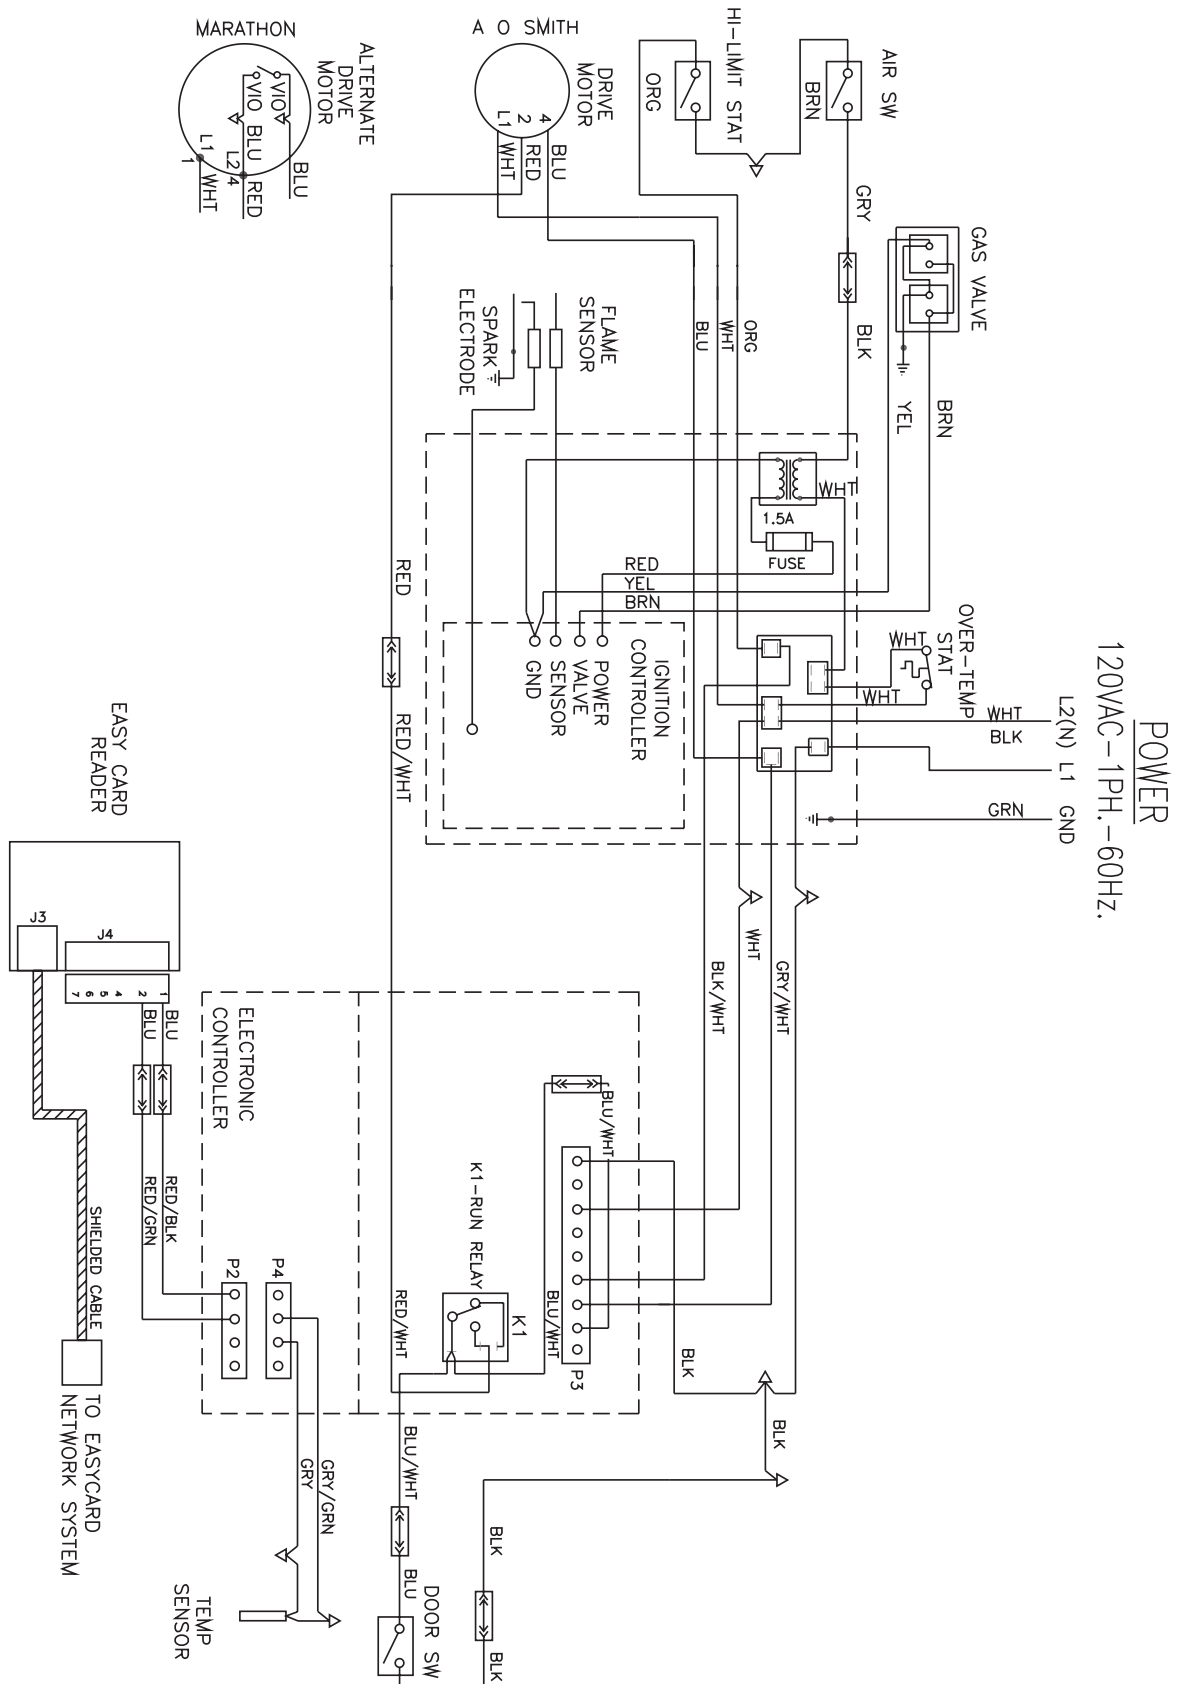 MARATHON
ALTERNATE
DRIVE
MOTOR
VIO
VIO
BLU
BLU
L1
1
L2
4
WHT
RED
A O SMITH
DRIVE
MOTOR
L1
2
4
WHT
RED
BLU
HI-LIMIT STAT
ORG
AIR SW
BRN
GRY
BLK
GAS VALVE
YEL
BRN
BLU
WHT
ORG
FLAME
SENSOR
SPARK
ELECTRODE
WHT
1.5A
FUSE
RED
YEL
BRN
OVER-TEMP
STAT
WHT
WHT
IGNITION
CONTROLLER
POWER
VALVE
SENSOR
GND
POWER
120VAC-1PH.-60Hz.
L2(N)
L1
GND
WHT
BLK
GRN
RED
RED/WHT
WHT
BLK/WHT
GRY/WHT
EASY CARD
READER
J3
J4
7
6
5
4
2
1
BLU
BLU
ELECTRONIC
CONTROLLER
RED/GRN
RED/BLK
SHIELDED CABLE
P2
P4
K1-RUN RELAY
K1
BLU/WHT
BLU/WHT
RED/WHT
P3
BLK
BLK
BLK
BLK
TO EASYCARD
NETWORK SYSTEM
GRY
GRY/GRN
TEMP
SENSOR
BLU/WHT
BLU
DOOR SW